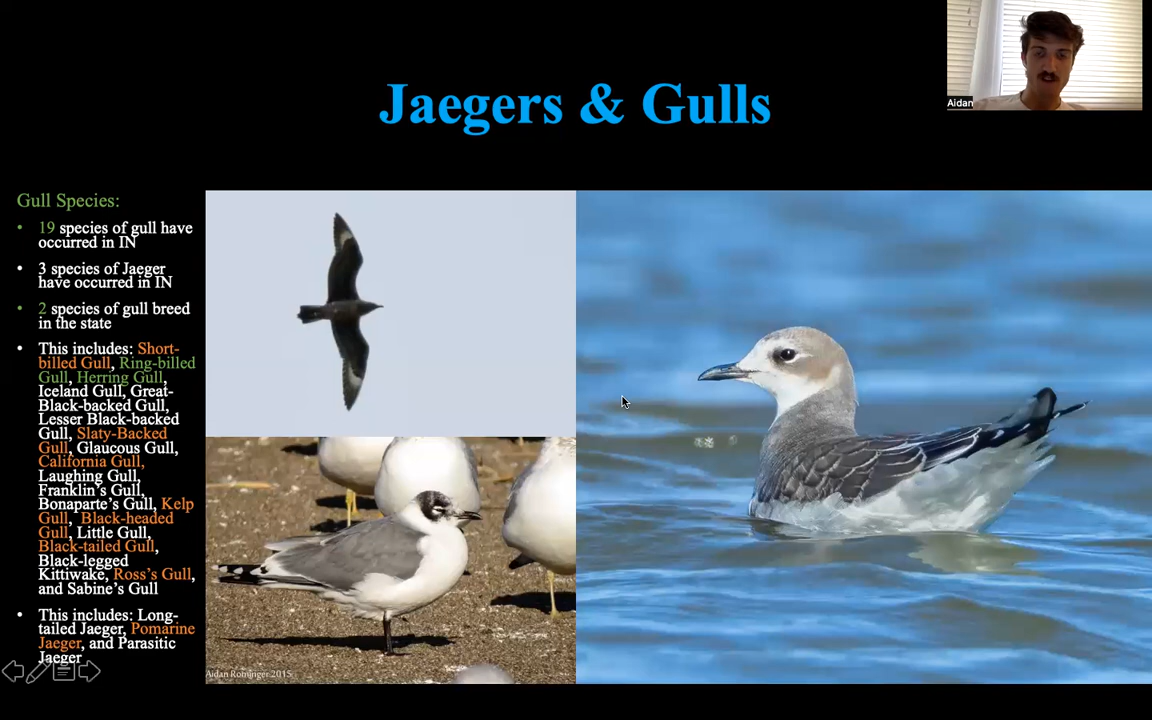 Jaegers & Gulls
Aidan
Gull Species:
• 19 species of gull have
occurred in IN
• 3 species of Jaeger
have occurred in IN
• 2 species of gull breed
in the state
• This includes: Short-
billed Gull, Ring-billed
Gull, Herring Gull,
Iceland Gull, Great-
Black-backed Gull,
Lesser Black-backed
Gull, Slaty-Backed
Gull, Glaucous Gull,
California Gull,
Laughing Gull,
Franklin's Gull,
Bonaparte's Gull, Kelp
Gull, Black-headed
Gull, Little Gull,
Black-tailed Gull,
Black-legged
Kittiwake, Ross's Gull,
and Sabine's Gull
• This includes: Long-
tailed Jaeger, Pomarine
Jaeger, and Parasitic
Jaeger
Aidan Rominger 2015